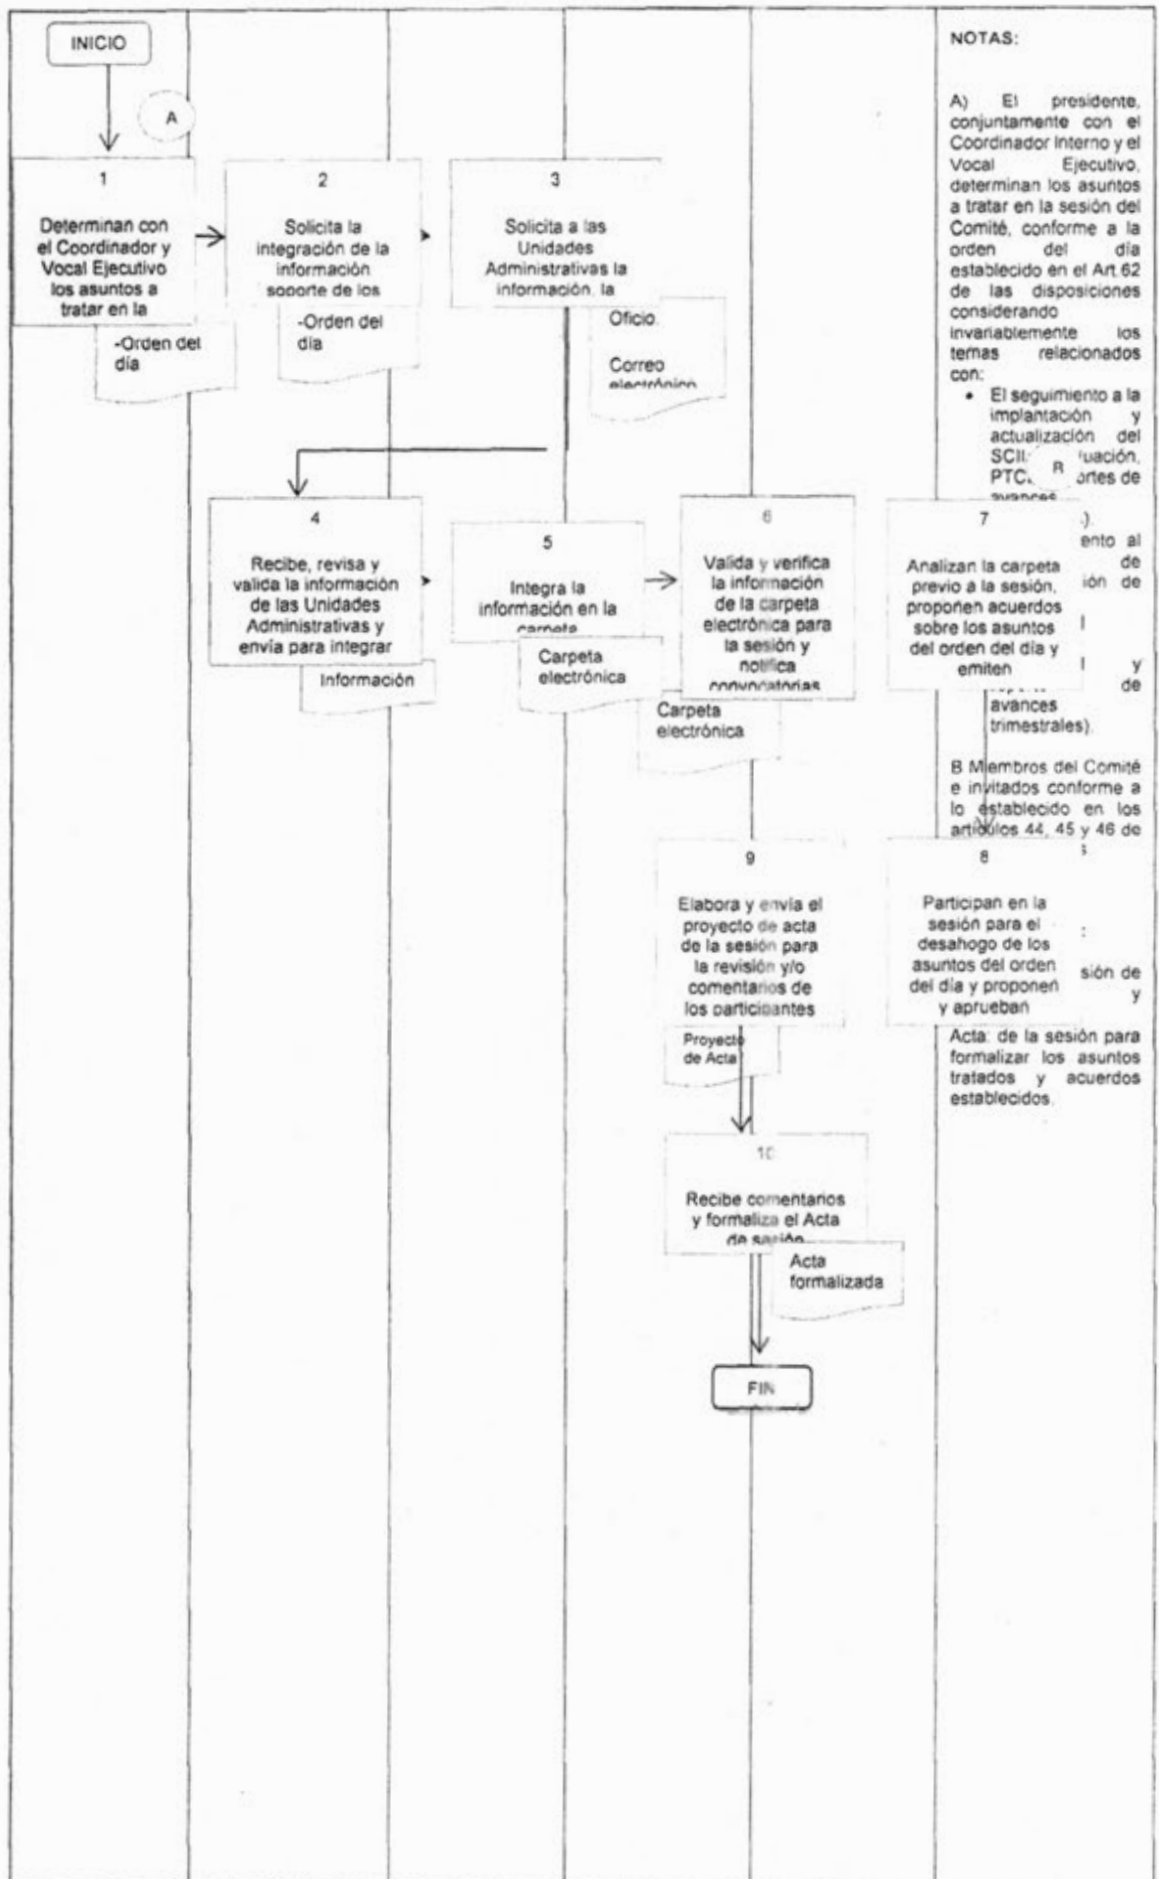 INICIO
A
1
Determinan con
el Coordinador y
Vocal Ejecutivo
los asuntos a
tratar en la
-Orden del
día
2
Solicita la
integración de la
información
soporte de los
-Orden del
día
3
Solicita a las
Unidades
Administrativas la
información, la
Oficio.
Correo
electrónico
4
Recibe, revisa y
valida la información
de las Unidades
Administrativas y
envía para integrar
Información
5
Integra la
información en la
carpeta
Carpeta
electrónica
6
Valida y verifica
la información
de la carpeta
electrónica para
la sesión y
notifica
convocatorias
Carpeta
electrónica
7
Analizan la carpeta
previo a la sesión,
proponen acuerdos
sobre los asuntos
del orden del día y
emiten
8
Participan en la
sesión para el
desahogo de los
asuntos del orden
del día y proponen
y aprueban
9
Elabora y envía el
proyecto de acta
de la sesión para
la revisión y/o
comentarios de
los participantes
Proyecto
de Acta
10
Recibe comentarios
y formaliza el Acta
de sesión
Acta
formalizada
FIN
NOTAS:
A) El presidente,
conjuntamente con el
Coordinador Interno y el
Vocal Ejecutivo,
determinan los asuntos
a tratar en la sesión del
Comité, conforme a la
orden del día
establecido en el Art.62
de las disposiciones
considerando
invariablemente los
temas relacionados
con:
• El seguimiento a la
implantación y
actualización del
avances
de
y
de
avances
trimestrales).
B Miembros del Comité
e invitados conforme a
lo establecido en los
artículos 44, 45 y 46 de
de
y
Acta: de la sesión para
formalizar los asuntos
tratados y acuerdos
establecidos.